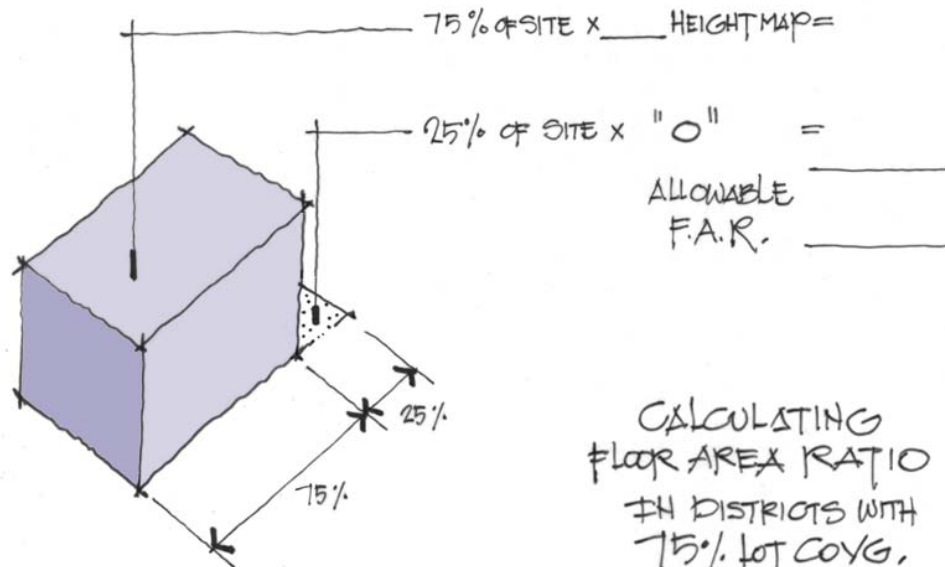 75% OF SITE x ____ HEIGHT MAP =
25% OF SITE x "O" =
ALLOWABLE
F.A.R.
25%
75%
CALCULATING
FLOOR AREA RATIO
IN DISTRICTS WITH
75% LOT COVG.